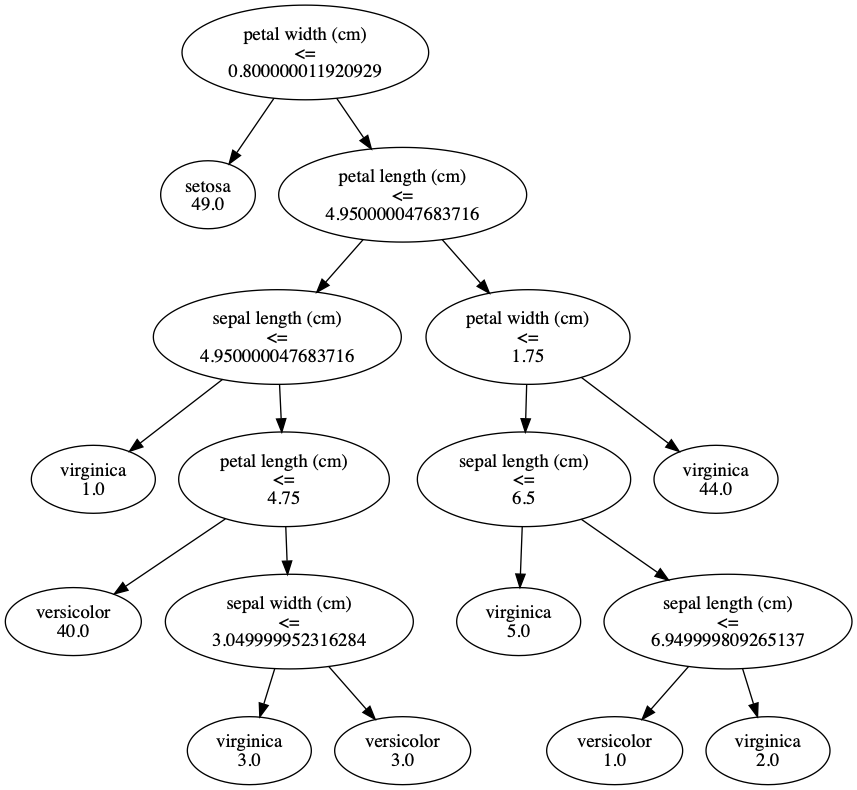 petal width (cm)
<=
0.800000011920929
setosa
49.0
petal length (cm)
<=
4.950000047683716
sepal length (cm)
<=
4.950000047683716
petal width (cm)
<=
1.75
virginica
1.0
petal length (cm)
<=
4.75
sepal length (cm)
<=
6.5
virginica
44.0
versicolor
40.0
sepal width (cm)
<=
3.049999952316284
virginica
5.0
sepal length (cm)
<=
6.949999809265137
virginica
3.0
versicolor
3.0
versicolor
1.0
virginica
2.0